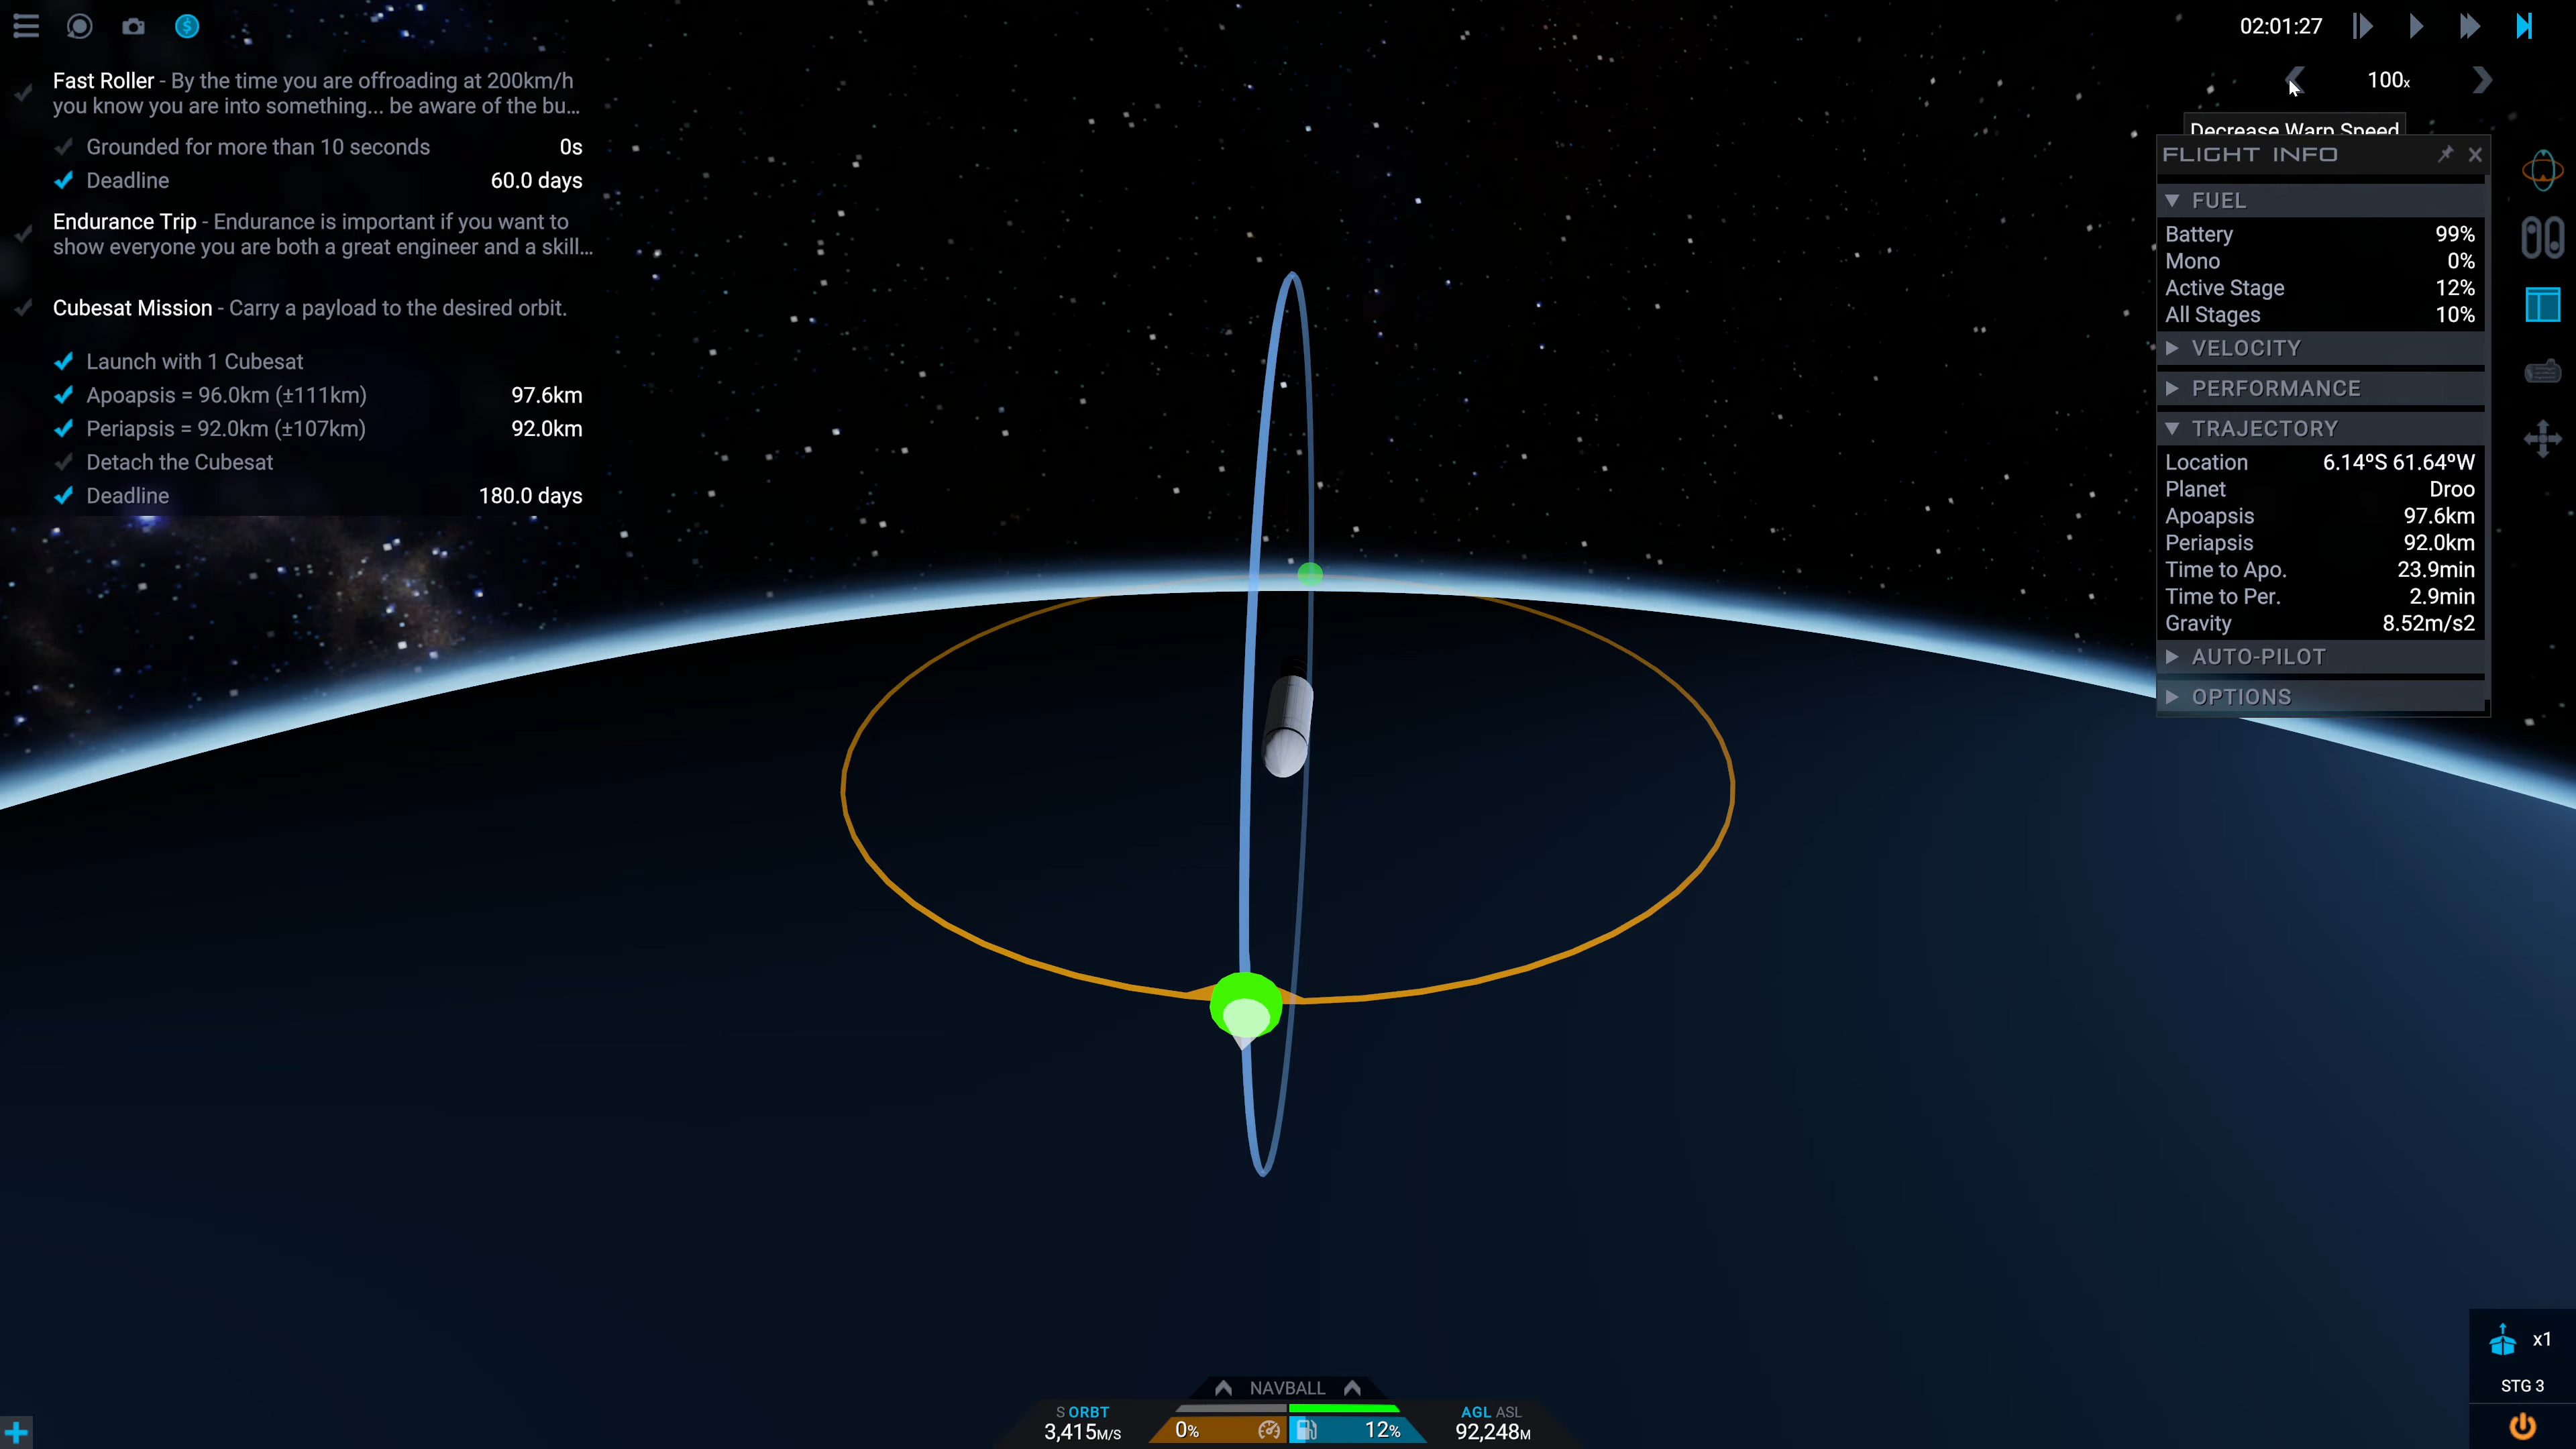 02:01:27
100x
Decrease Warp Speed
Fast Roller - By the time you are offroading at 200km/h
you know you are into something... be aware of the bu...
Grounded for more than 10 seconds 0s
Deadline 60.0 days
Endurance Trip - Endurance is important if you want to
show everyone you are both a great engineer and a skill...
Cubesat Mission - Carry a payload to the desired orbit.
Launch with 1 Cubesat
Apoapsis = 96.0km (±111km) 97.6km
Periapsis = 92.0km (±107km) 92.0km
Detach the Cubesat
Deadline 180.0 days
FLIGHT INFO
FUEL
Battery 99%
Mono 0%
Active Stage 12%
All Stages 10%
VELOCITY
PERFORMANCE
TRAJECTORY
Location 6.14ºS 61.64ºW
Planet Droo
Apoapsis 97.6km
Periapsis 92.0km
Time to Apo. 23.9min
Time to Per. 2.9min
Gravity 8.52m/s2
AUTO-PILOT
OPTIONS
x1
STG 3
NAVBALL
S ORBT
3,415M/S
0%
12%
AGL ASL
92,248M